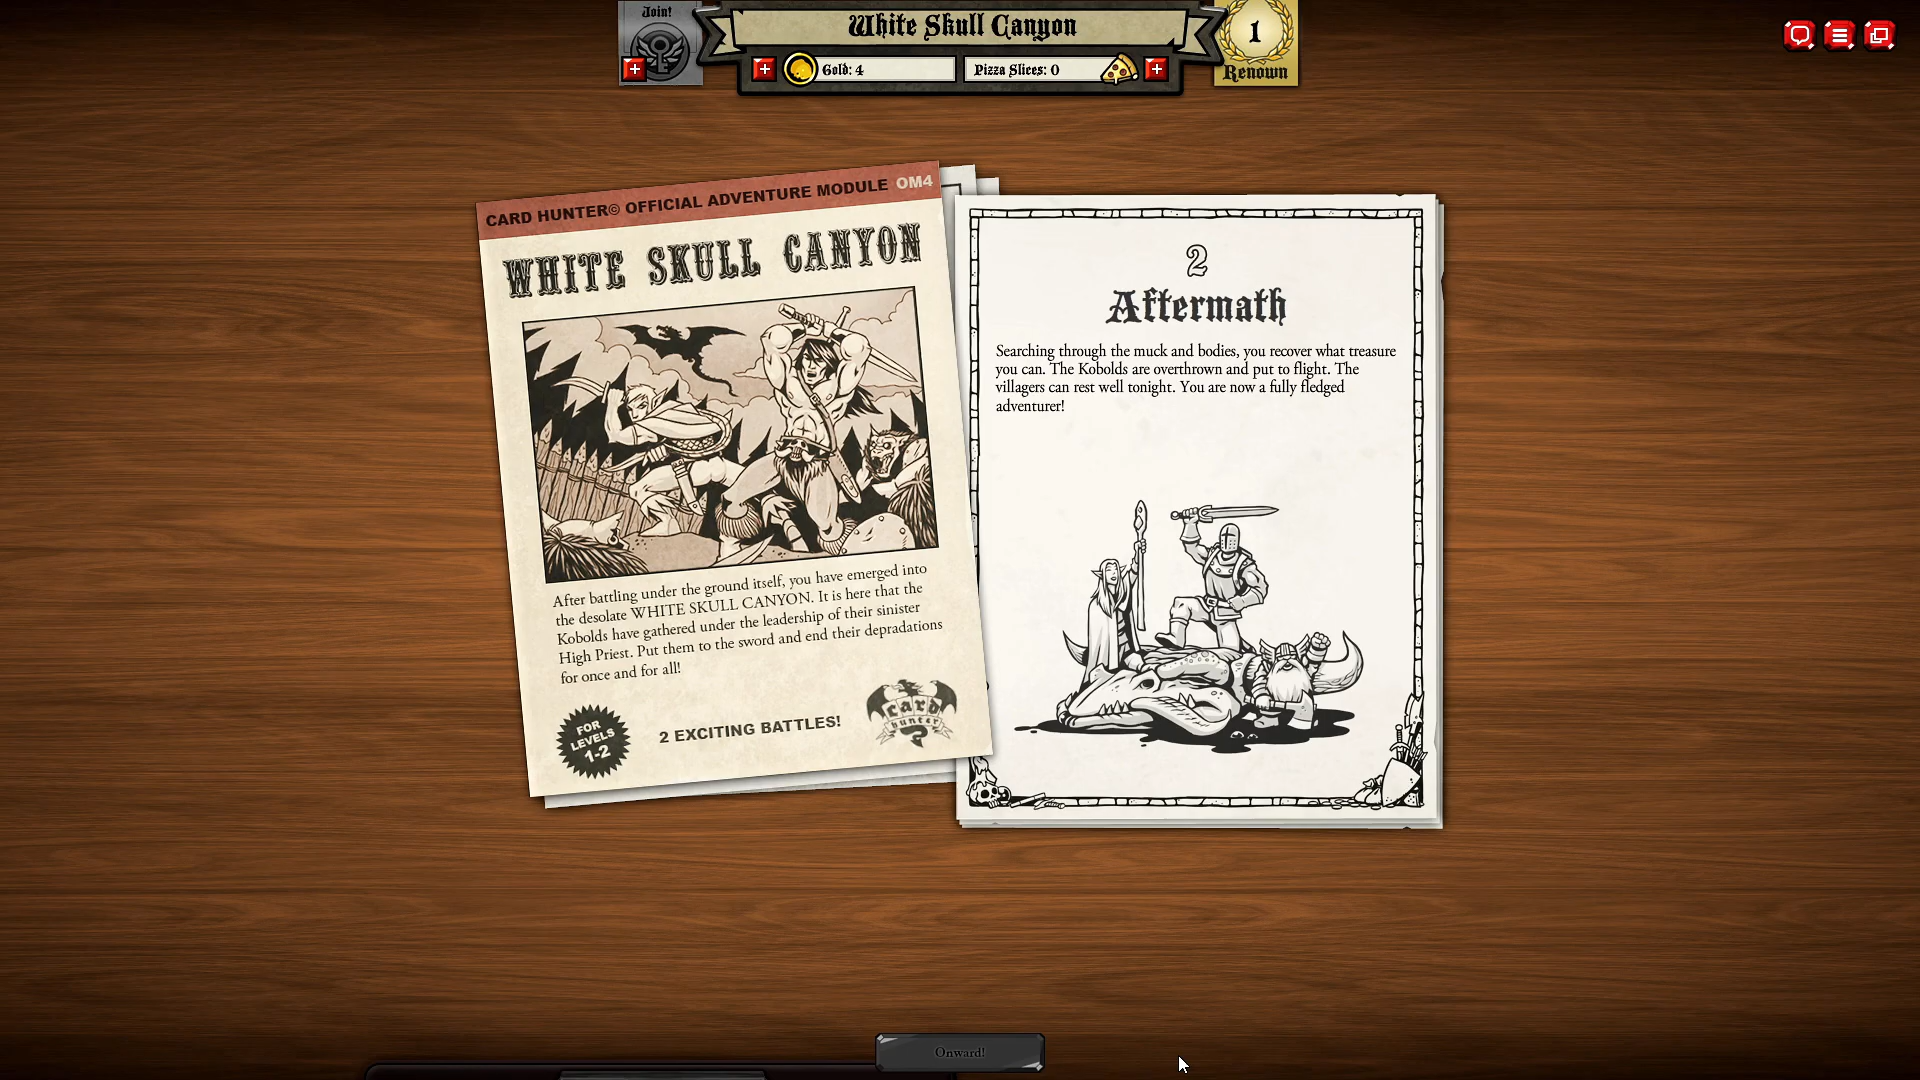 Join!
White Skull Canyon
Gold: 4
Pizza Slices: 0
1
Renown
CARD HUNTER© OFFICIAL ADVENTURE MODULE OM4
WHITE SKULL CANYON
After battling under the ground itself, you have emerged into
the desolate WHITE SKULL CANYON. It is here that the
Kobolds have gathered under the leadership of their sinister
High Priest. Put them to the sword and end their depradations
for once and for all!
FOR
LEVELS
1-2
2 EXCITING BATTLES!
card
hunter
2
Aftermath
Searching through the muck and bodies, you recover what treasure
you can. The Kobolds are overthrown and put to flight. The
villagers can rest well tonight. You are now a fully fledged
adventurer!
Onward!